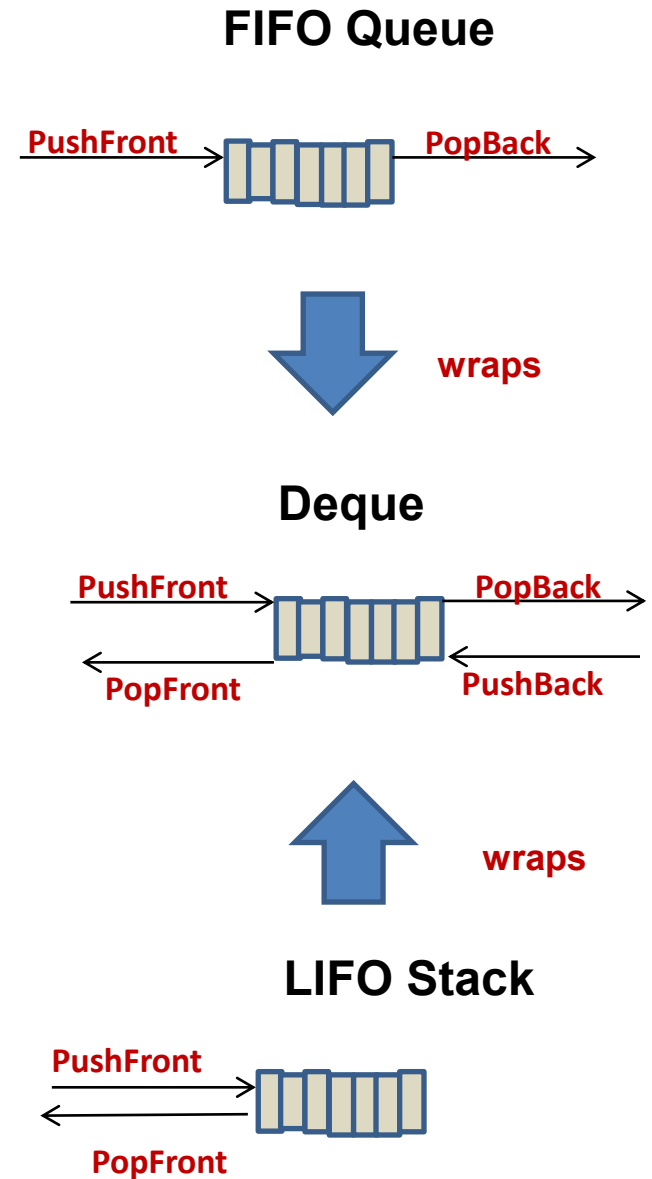 FIFO Queue
PushFront
PopBack
wraps
Deque
PushFront
PopBack
PopFront
PushBack
wraps
LIFO Stack
PushFront
PopFront